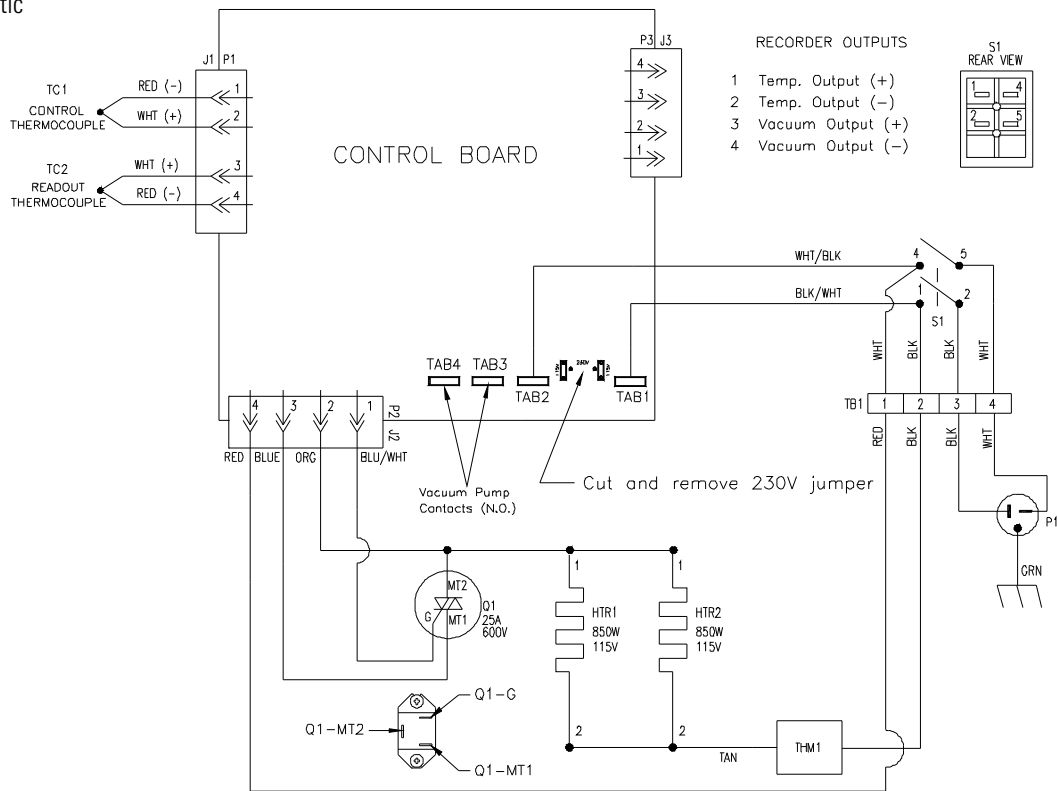 tic
J1 P1
TC1
CONTROL
THERMOCOUPLE
RED (-)
WHT (+)
1
2
TC2
READOUT
THERMOCOUPLE
WHT (+)
RED (-)
3
4
CONTROL BOARD
P3 J3
4
3
2
1
RECORDER OUTPUTS
1 Temp. Output (+)
2 Temp. Output (-)
3 Vacuum Output (+)
4 Vacuum Output (-)
S1
REAR VIEW
1 4
2 5
WHT/BLK
BLK/WHT
4 5
1 2
S1
WHT
BLK
BLK
WHT
TAB4 TAB3
TAB2
115V
230V
115V
TAB1
TB1 1 2 3 4
RED
BLK
BLK
WHT
4 3 2 1
P2
J2
RED BLUE ORG BLU/WHT
Vacuum Pump
Contacts (N.O.)
Cut and remove 230V jumper
P1
GRN
MT2
G
MT1
Q1
25A
600V
1
HTR1
850W
115V
2
1
HTR2
850W
115V
2
Q1-G
Q1-MT2
Q1-MT1
TAN
THM1